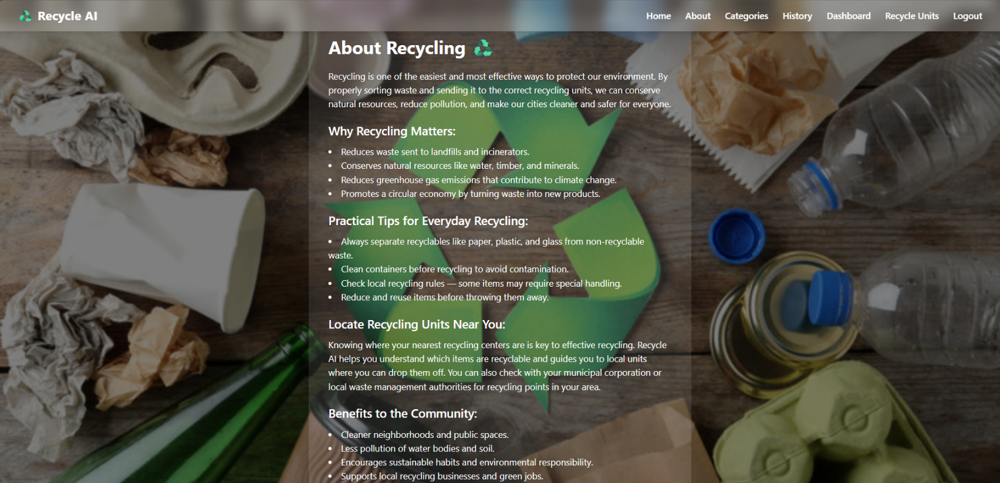 Recycle AI
Home About Categories History Dashboard Recycle Units Logout
About Recycling
Recycling is one of the easiest and most effective ways to protect our environment. By
properly sorting waste and sending it to the correct recycling units, we can conserve
natural resources, reduce pollution, and make our cities cleaner and safer for everyone.
Why Recycling Matters:
• Reduces waste sent to landfills and incinerators.
• Conserves natural resources like water, timber, and minerals.
• Reduces greenhouse gas emissions that contribute to climate change.
• Promotes a circular economy by turning waste into new products.
Practical Tips for Everyday Recycling:
• Always separate recyclables like paper, plastic, and glass from non-recyclable
waste.
• Clean containers before recycling to avoid contamination.
• Check local recycling rules — some items may require special handling.
• Reduce and reuse items before throwing them away.
Locate Recycling Units Near You:
Knowing where your nearest recycling centers are is key to effective recycling. Recycle
AI helps you understand which items are recyclable and guides you to local units
where you can drop them off. You can also check with your municipal corporation or
local waste management authorities for recycling points in your area.
Benefits to the Community:
• Cleaner neighborhoods and public spaces.
• Less pollution of water bodies and soil.
• Encourages sustainable habits and environmental responsibility.
• Supports local recycling businesses and green jobs.